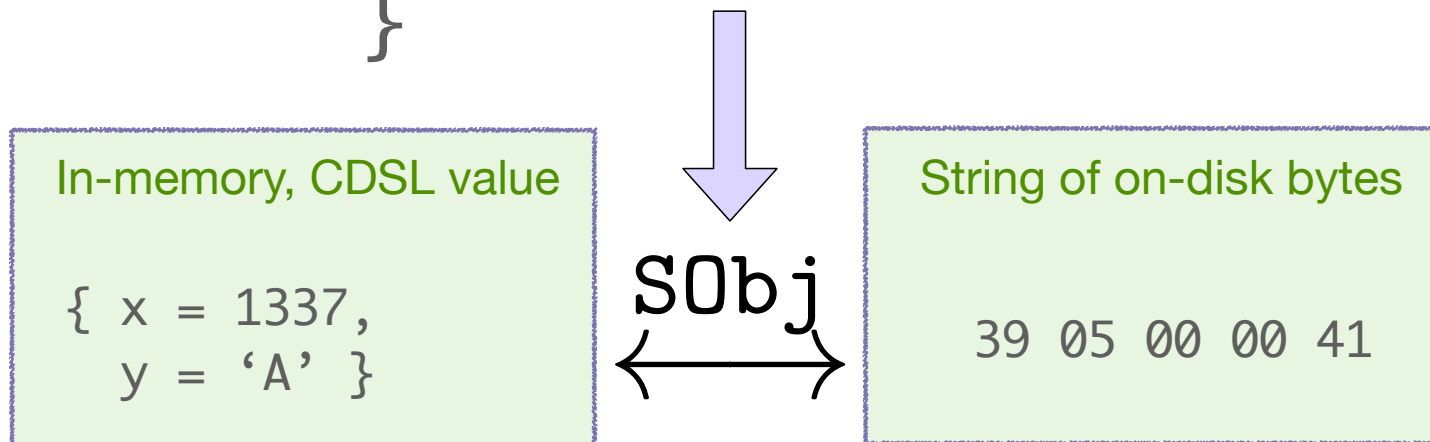 }
In-memory, CDSL value
{ x = 1337,
y = ‘A’ }
SObj
String of on-disk bytes
39 05 00 00 41